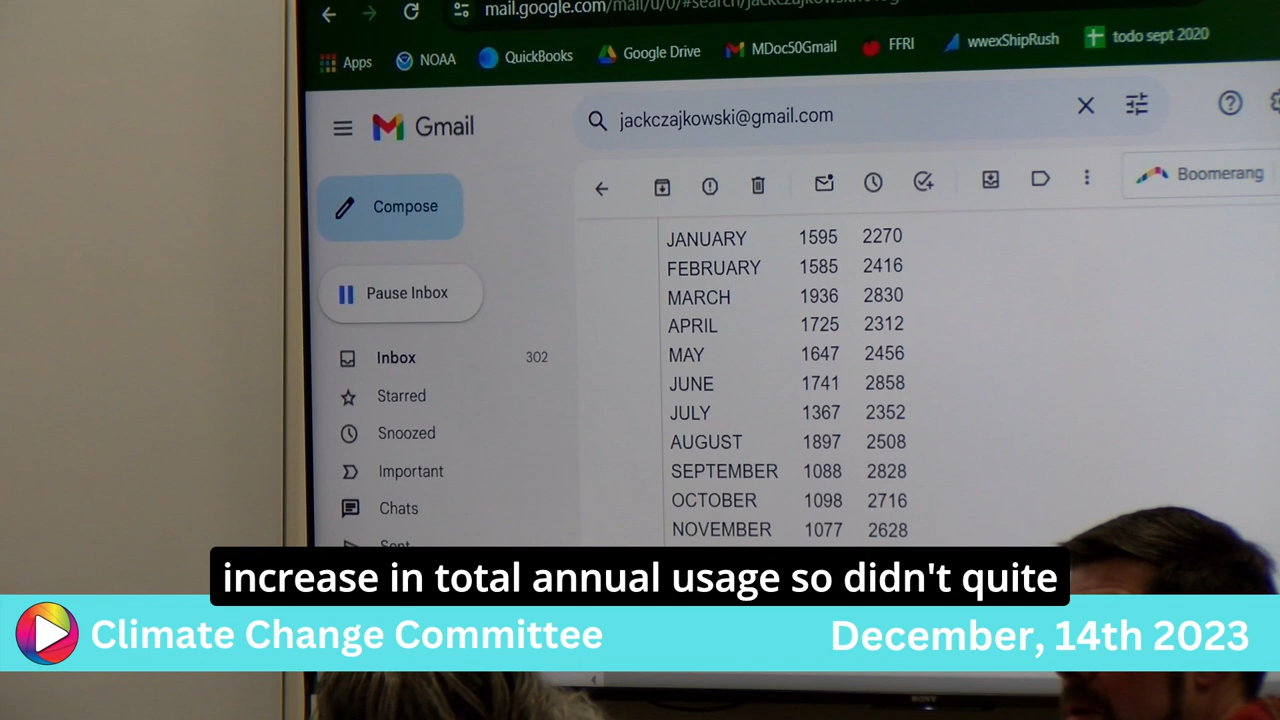 mail.google.com/mail/u/0/#search/jackczajkowski
Apps NOAA QuickBooks Google Drive MDoc50Gmail FFRI wwexShipRush todo sept 2020
Gmail
jackczajkowski@gmail.com
Boomerang
Compose
Pause Inbox
Inbox 302
Starred
Snoozed
Important
Chats
Sent
JANUARY 1595 2270
FEBRUARY 1585 2416
MARCH 1936 2830
APRIL 1725 2312
MAY 1647 2456
JUNE 1741 2858
JULY 1367 2352
AUGUST 1897 2508
SEPTEMBER 1088 2828
OCTOBER 1098 2716
NOVEMBER 1077 2628
increase in total annual usage so didn't quite
Climate Change Committee
December, 14th 2023
SONY